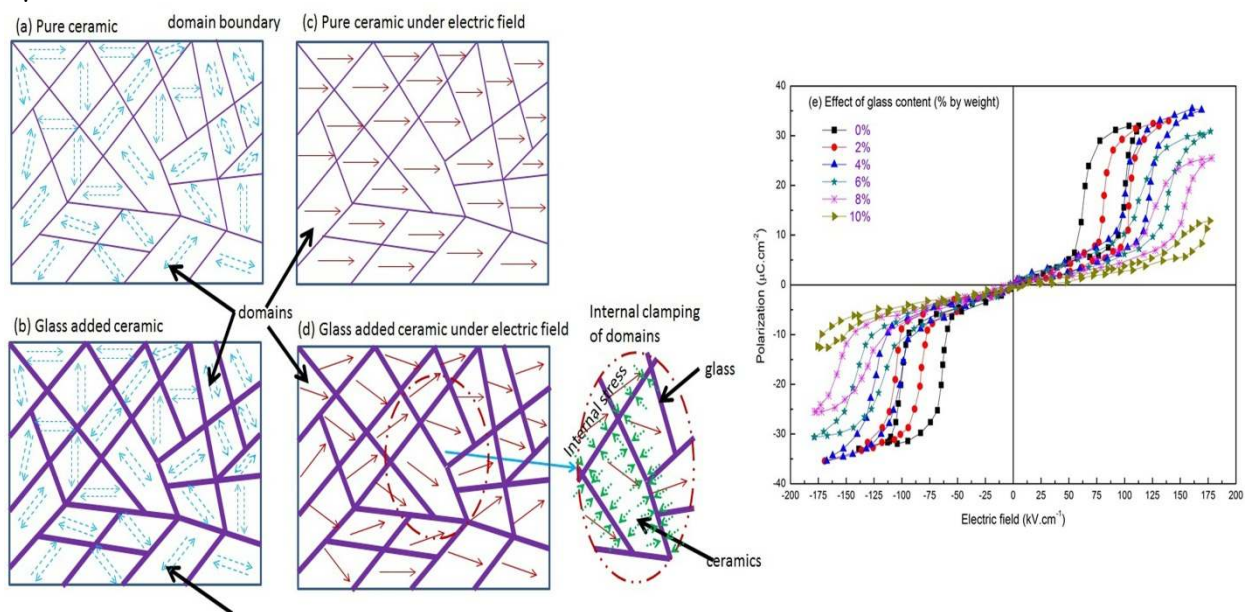 (a) Pure ceramic
domain boundary
(c) Pure ceramic under electric field
domains
(b) Glass added ceramic
(d) Glass added ceramic under electric field
Internal clamping
of domains
Internal stress
glass
ceramics
(e) Effect of glass content (% by weight)
0%
2%
4%
6%
8%
10%
40
30
20
10
0
-10
-20
-30
-40
Polarization (μC.cm-2)
-200 -175 -150 -125 -100 -75 -50 -25 0 25 50 75 100 125 150 175 200
Electric field (kV.cm-1)